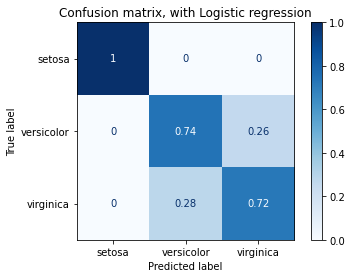 Confusion matrix, with Logistic regression
True label
setosa 1 0 0
versicolor 0 0.74 0.26
virginica 0 0.28 0.72
setosa versicolor virginica
Predicted label
1.0
0.8
0.6
0.4
0.2
0.0